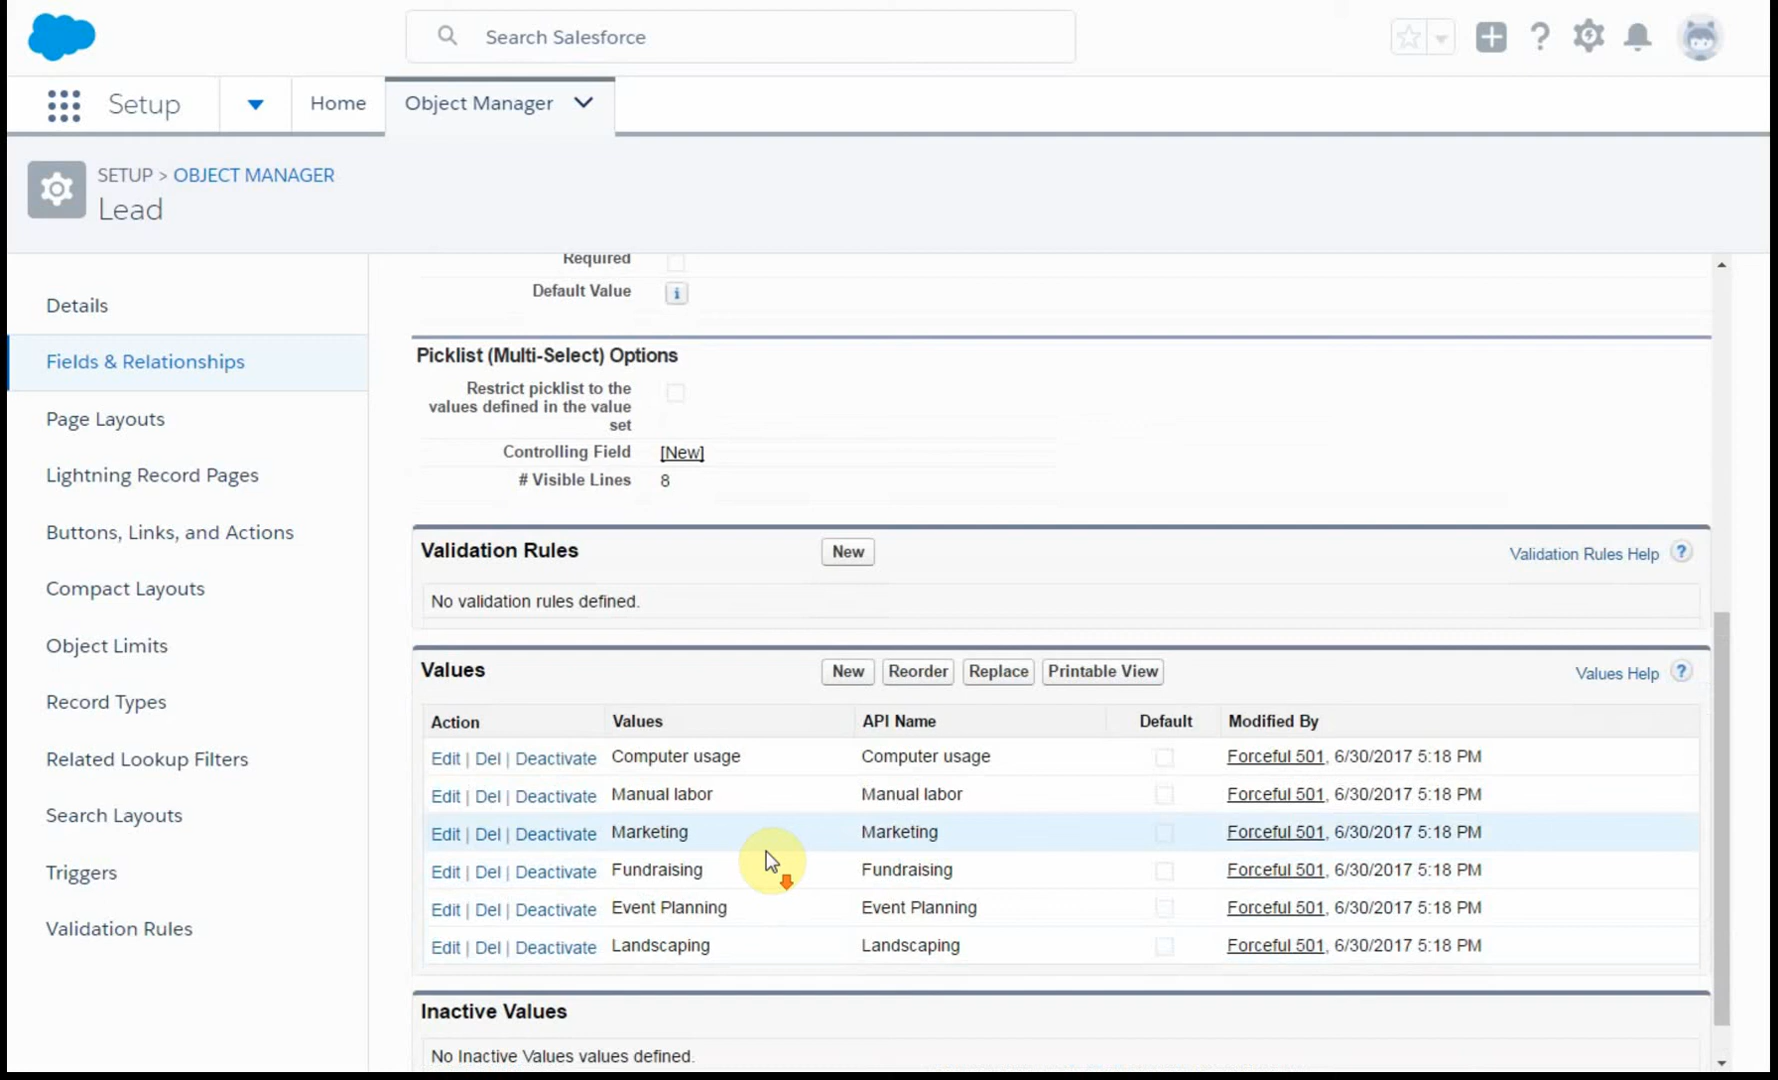 Search Salesforce
Setup
Home
Object Manager
SETUP > OBJECT MANAGER
Lead
Details
Fields & Relationships
Page Layouts
Lightning Record Pages
Buttons, Links, and Actions
Compact Layouts
Object Limits
Record Types
Related Lookup Filters
Search Layouts
Triggers
Validation Rules
Required
Default Value
Picklist (Multi-Select) Options
Restrict picklist to the
values defined in the value
set
Controlling Field [New]
# Visible Lines 8
Validation Rules New Validation Rules Help ?
No validation rules defined.
Values New Reorder Replace Printable View Values Help ?
Action Values API Name Default Modified By
Edit | Del | Deactivate Computer usage Computer usage Forceful 501, 6/30/2017 5:18 PM
Edit | Del | Deactivate Manual labor Manual labor Forceful 501, 6/30/2017 5:18 PM
Edit | Del | Deactivate Marketing Marketing Forceful 501, 6/30/2017 5:18 PM
Edit | Del | Deactivate Fundraising Fundraising Forceful 501, 6/30/2017 5:18 PM
Edit | Del | Deactivate Event Planning Event Planning Forceful 501, 6/30/2017 5:18 PM
Edit | Del | Deactivate Landscaping Landscaping Forceful 501, 6/30/2017 5:18 PM
Inactive Values
No Inactive Values values defined.